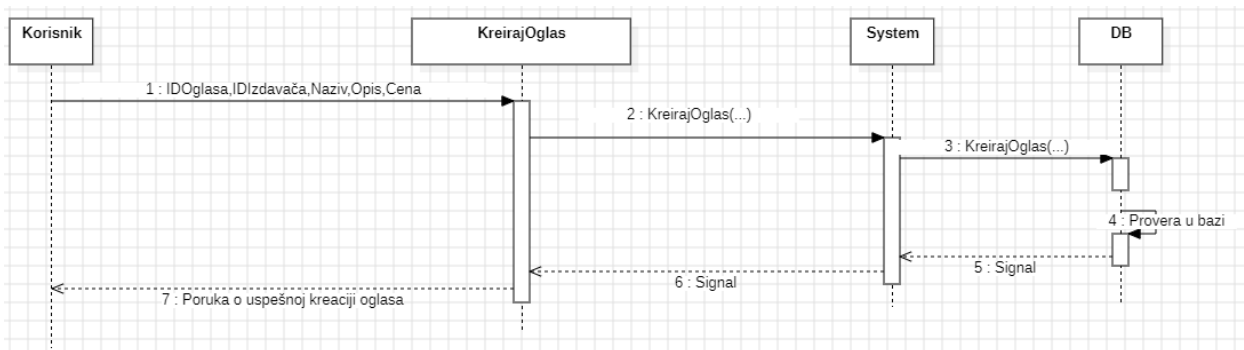 Korisnik
KreirajOglas
System
DB
1 : IDOglasa,IDIzdavača,Naziv,Opis,Cena
2 : KreirajOglas(...)
3 : KreirajOglas(...)
4 : Provera u bazi
5 : Signal
6 : Signal
7 : Poruka o uspešnoj kreaciji oglasa